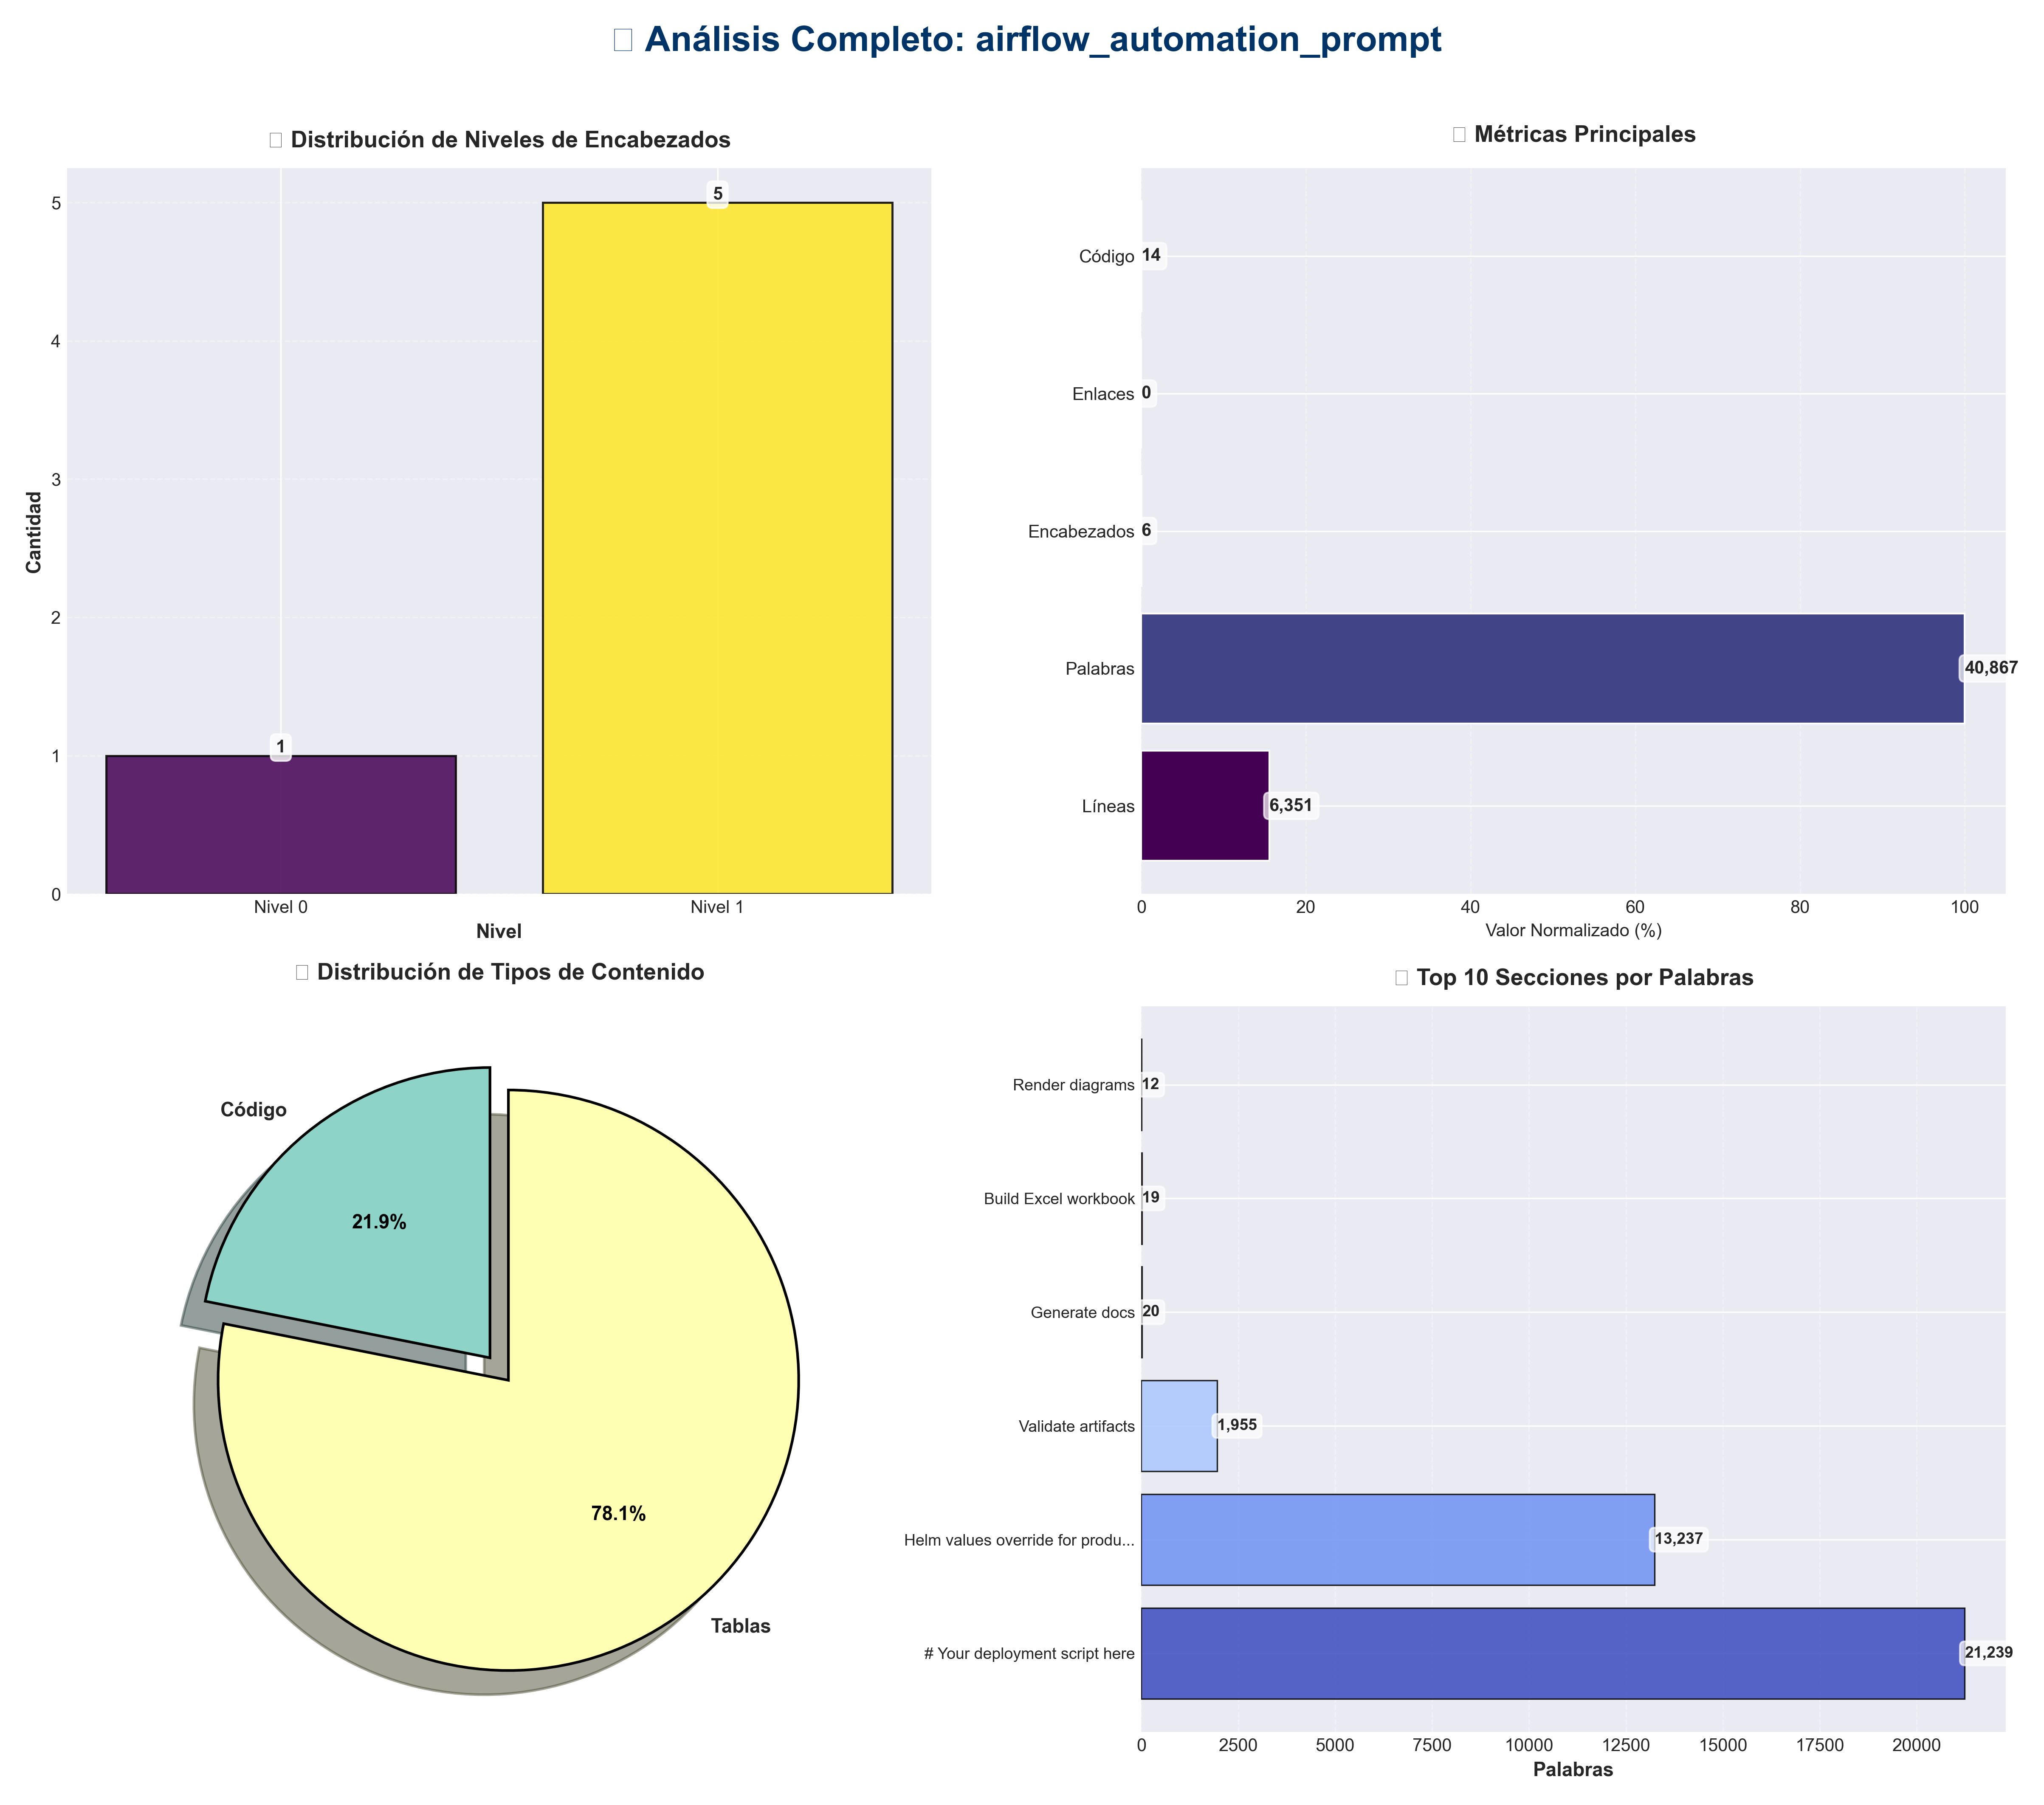 Análisis Completo: airflow_automation_prompt
Distribución de Niveles de Encabezados
5
4
3
2
1
0
Cantidad
1
5
Nivel 0
Nivel 1
Nivel
Métricas Principales
Código
14
Enlaces
0
Encabezados
6
Palabras
40,867
Líneas
6,351
0
20
40
60
80
100
Valor Normalizado (%)
Distribución de Tipos de Contenido
Código
21.9%
78.1%
Tablas
Top 10 Secciones por Palabras
Render diagrams
12
Build Excel workbook
19
Generate docs
20
Validate artifacts
1,955
Helm values override for produ...
13,237
# Your deployment script here
21,239
0
2500
5000
7500
10000
12500
15000
17500
20000
Palabras